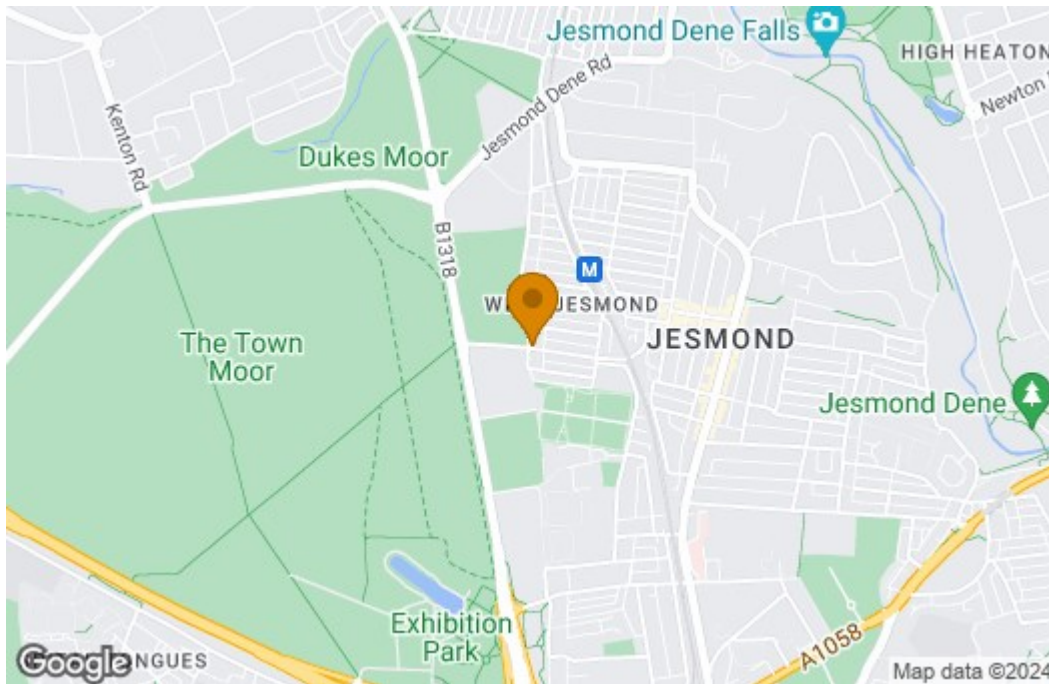 Jesmond Dene Falls
HIGH HEATON
Newton
Kenton Rd
Jesmond Dene Rd
Dukes Moor
B1318
M
JESMOND
JESMOND
The Town
Moor
Jesmond Dene
Exhibition
Park
A1058
Google
Map data ©2024